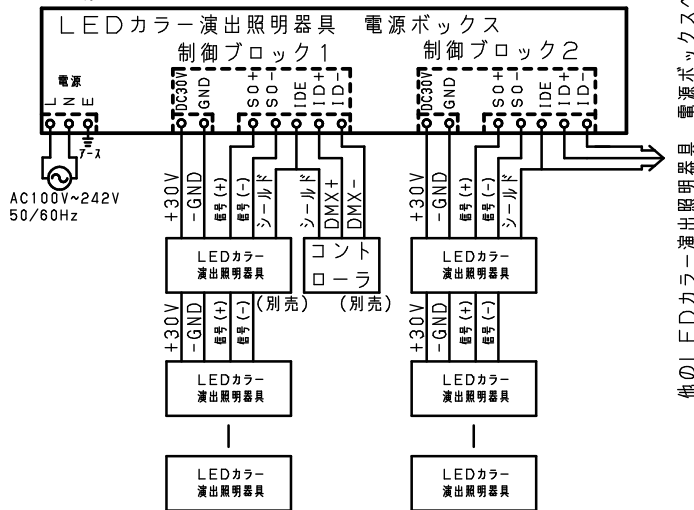 LEDカラー演出照明器具 電源ボックス
制御ブロック1
制御ブロック2
電源
L
N
E
DC30V
GND
SO+
SO-
IDE
ID+
ID-
DC30V
GND
SO+
SO-
IDE
ID+
ID-
アース
AC100V~242V
50/60Hz
+30V
-GND
信号(+)
信号(-)
シールド
DMX+
DMX-
+30V
-GND
信号(+)
信号(-)
シールド
LEDカラー
演出照明器具
コント
ローラ
LEDカラー
演出照明器具
(別売)
(別売)
+30V
-GND
信号(+)
信号(-)
+30V
-GND
信号(+)
信号(-)
LEDカラー
演出照明器具
LEDカラー
演出照明器具
LEDカラー
演出照明器具
LEDカラー
演出照明器具
他のLEDカラー演出照明器具 電源ボックスへ